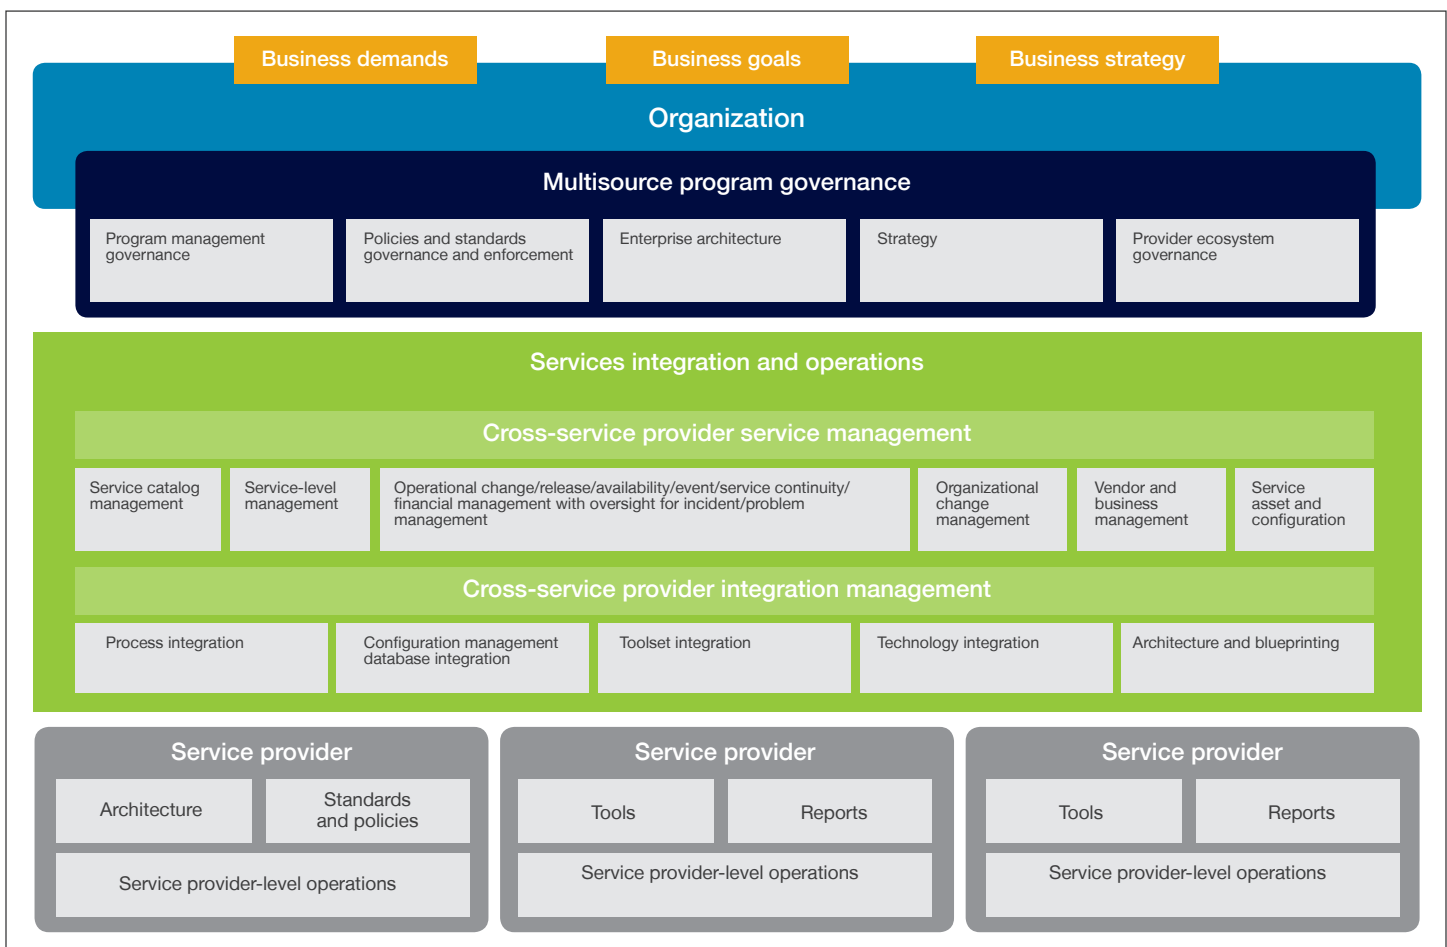 Business demands
Business goals
Business strategy
Organization
Multisource program governance
Program management
governance
Policies and standards
governance and enforcement
Enterprise architecture
Strategy
Provider ecosystem
governance
Services integration and operations
Cross-service provider service management
Service catalog
management
Service-level
management
Operational change/release/availability/event/service continuity/
financial management with oversight for incident/problem
management
Organizational
change
management
Vendor and
business
management
Service
asset and
configuration
Cross-service provider integration management
Process integration
Configuration management
database integration
Toolset integration
Technology integration
Architecture and blueprinting
Service provider
Architecture
Standards
and policies
Service provider-level operations
Service provider
Tools
Reports
Service provider-level operations
Service provider
Tools
Reports
Service provider-level operations